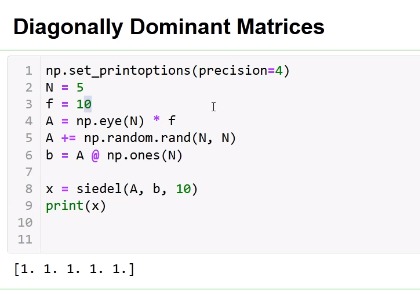 Diagonally Dominant Matrices
1 np.set_printoptions(precision=4)
2 N = 5
3 f = 10
4 A = np.eye(N) * f
5 A += np.random.rand(N, N)
6 b = A @ np.ones(N)
7
8 x = siedel(A, b, 10)
9 print(x)
10
11
[1. 1. 1. 1. 1.]